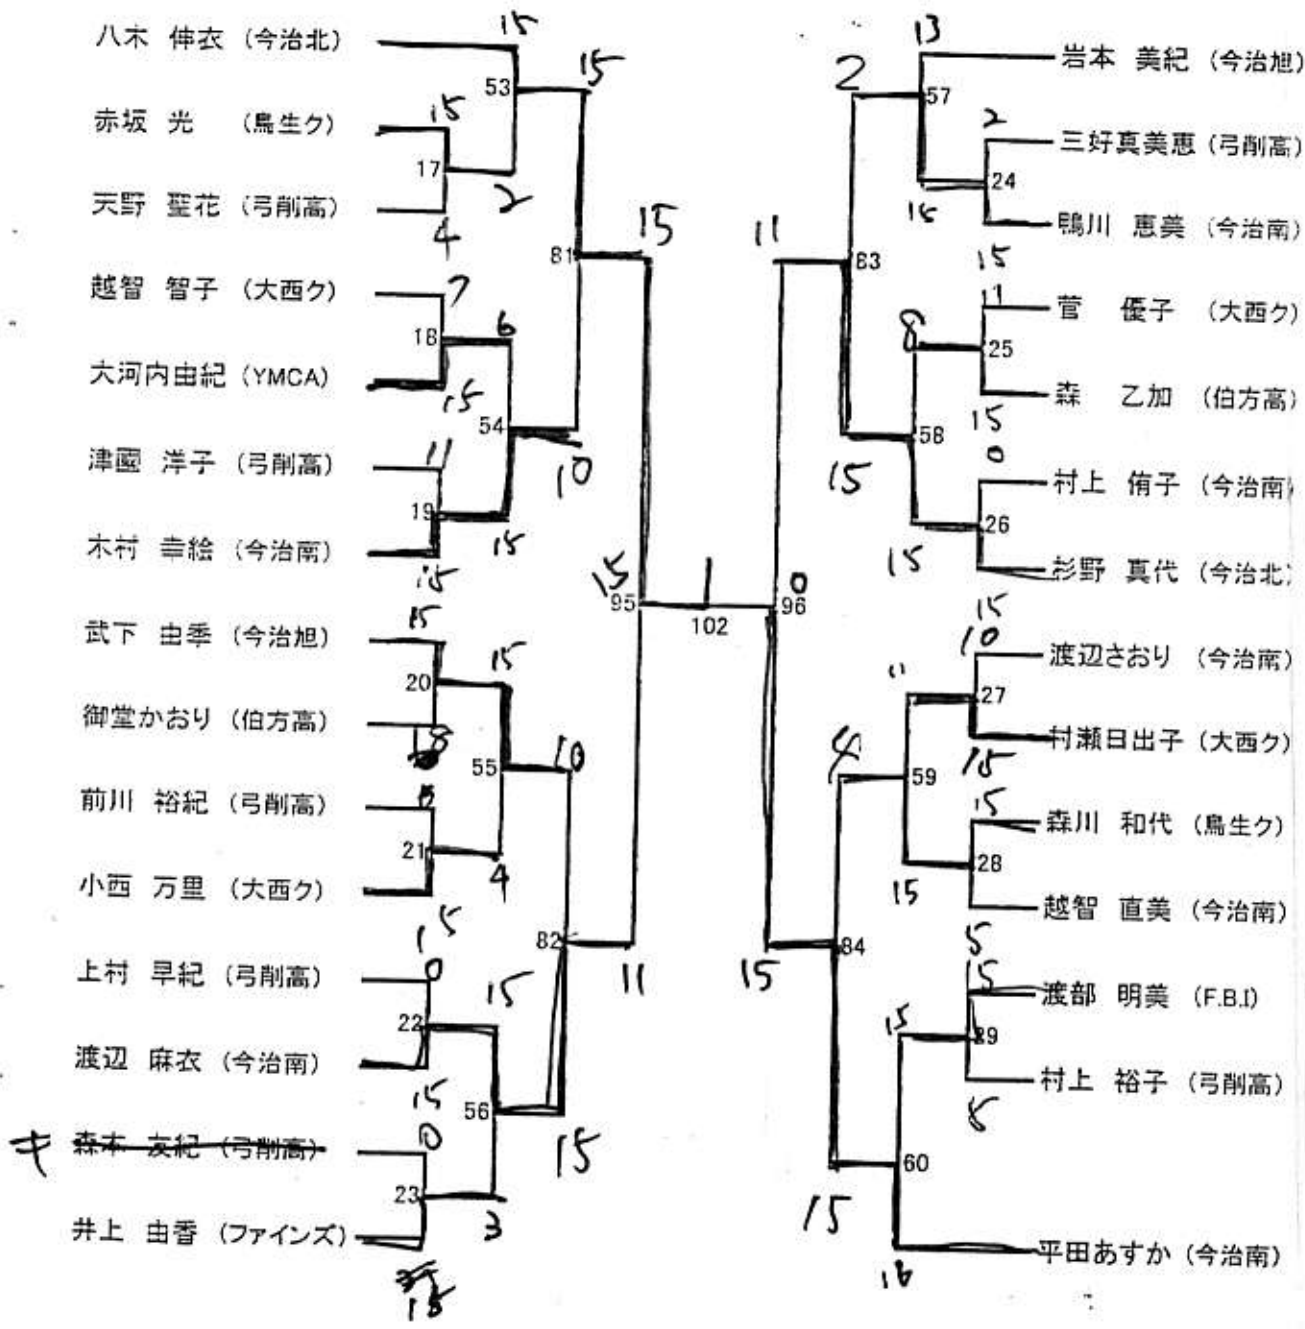 八木 伸衣 (今治北)
赤坂 光 (鳥生ク)
天野 聖花 (弓削高)
越智 智子 (大西ク)
大河内由紀 (YMCA)
津國 洋子 (弓削高)
木村 幸絵 (今治南)
武下 由季 (今治旭)
御堂かおり (伯方高)
前川 裕紀 (弓削高)
小西 万里 (大西ク)
上村 早紀 (弓削高)
渡辺 麻衣 (今治南)
キ 森本 友紀 (弓削高)
井上 由香 (ファインズ)
15
15
53
15
17
2
4
81
15
7
18
6
15
54
10
11
19
15
15
15
95
15
20
15
8
55
10
21
4
15
82
11
0
22
15
15
56
15
0
23
3
15
102
13
2
57
2
24
15
11
83
15
11
8
25
15
58
15
0
26
15
15
0
96
10
11
27
4
15
59
15
28
15
5
15
84
15
15
29
5
60
15
岩本 美紀 (今治旭)
三好真美恵 (弓削高)
鴨川 恵美 (今治南)
菅 優子 (大西ク)
森 乙加 (伯方高)
村上 侑子 (今治南)
杉野 真代 (今治北)
渡辺さおり (今治南)
村瀬日出子 (大西ク)
森川 和代 (鳥生ク)
越智 直美 (今治南)
渡部 明美 (F.B.I)
村上 裕子 (弓削高)
平田あすか (今治南)